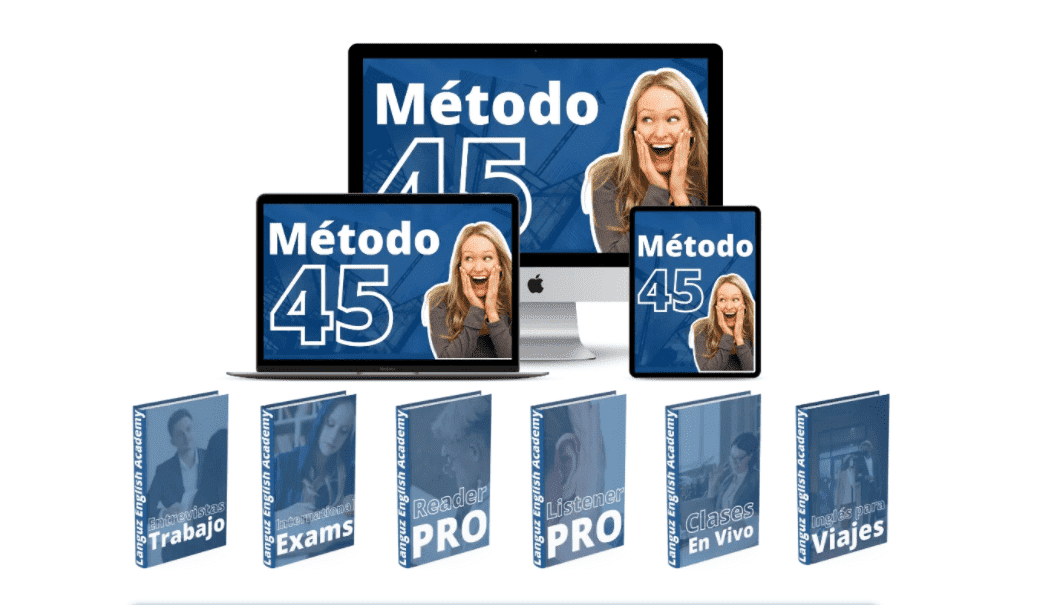 Método
45
Método
45
Método
45
Languz English Academy
Entrevistas
Trabajo
Languz English Academy
International
Exams
Languz English Academy
Reader
PRO
Languz English Academy
Listener
PRO
Languz English Academy
Clases
En Vivo
Languz English Academy
Inglés para
Viajes